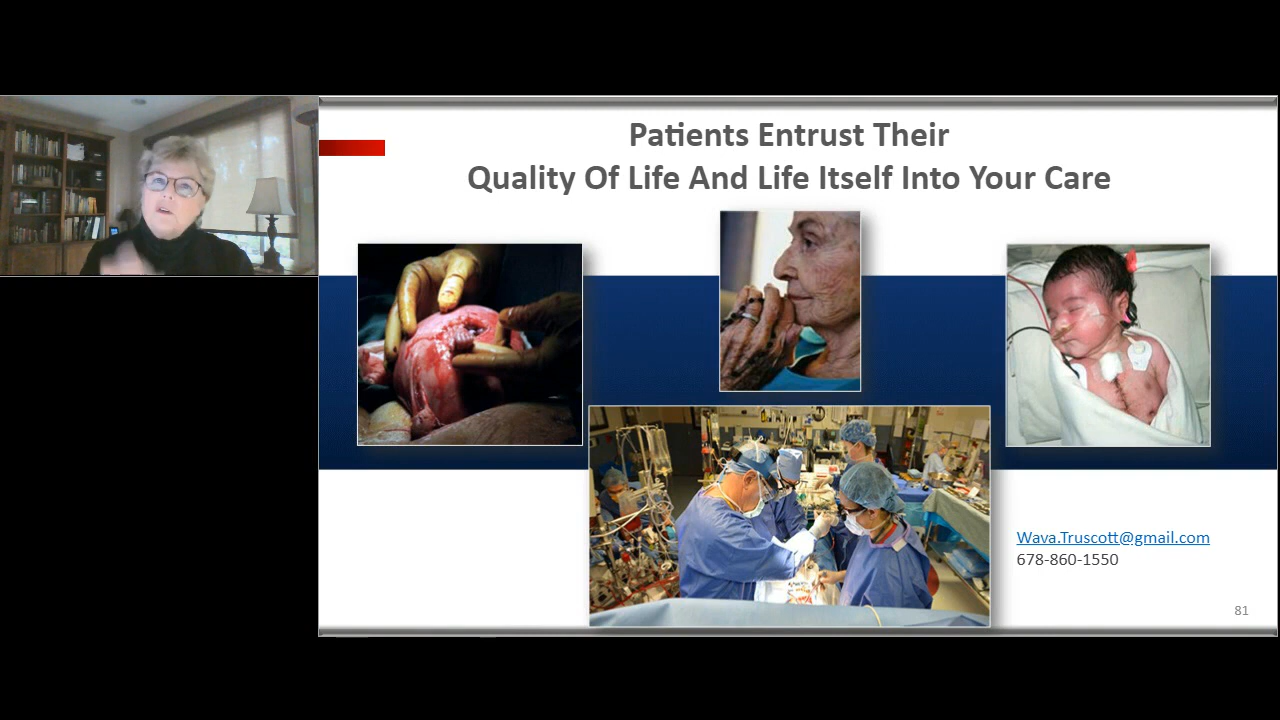 Patients Entrust Their
Quality Of Life And Life Itself Into Your Care
Wava.Truscott@gmail.com
678-860-1550
81